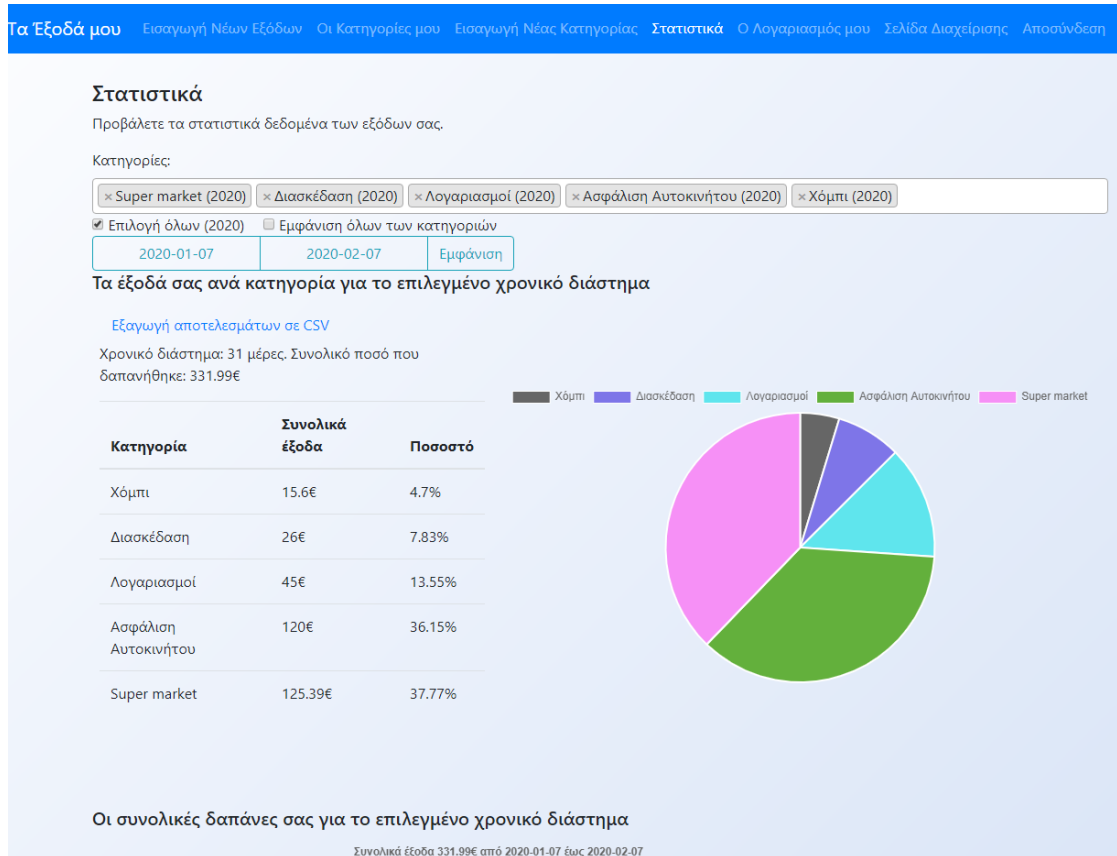 Τα Έξοδά μου Εισαγωγή Νέων Εξόδων Οι Κατηγορίες μου Εισαγωγή Νέας Κατηγορίας Στατιστικά Ο Λογαριασμός μου Σελίδα Διαχείρισης Αποσύνδεση
Στατιστικά
Προβάλετε τα στατιστικά δεδομένα των εξόδων σας.
Κατηγορίες:
× Super market (2020) × Διασκέδαση (2020) × Λογαριασμοί (2020) × Ασφάλιση Αυτοκινήτου (2020) × Χόμπι (2020)
Επιλογή όλων (2020) Εμφάνιση όλων των κατηγοριών
2020-01-07 2020-02-07 Εμφάνιση
Τα έξοδά σας ανά κατηγορία για το επιλεγμένο χρονικό διάστημα
Εξαγωγή αποτελεσμάτων σε CSV
Χρονικό διάστημα: 31 μέρες. Συνολικό ποσό που
δαπανήθηκε: 331.99€
Χόμπι Διασκέδαση Λογαριασμοί Ασφάλιση Αυτοκινήτου Super market
Συνολικά
Κατηγορία έξοδα Ποσοστό
Χόμπι 15.6€ 4.7%
Διασκέδαση 26€ 7.83%
Λογαριασμοί 45€ 13.55%
Ασφάλιση 120€ 36.15%
Αυτοκινήτου
Super market 125.39€ 37.77%
Οι συνολικές δαπάνες σας για το επιλεγμένο χρονικό διάστημα
Συνολικά έξοδα 331.99€ από 2020-01-07 έως 2020-02-07